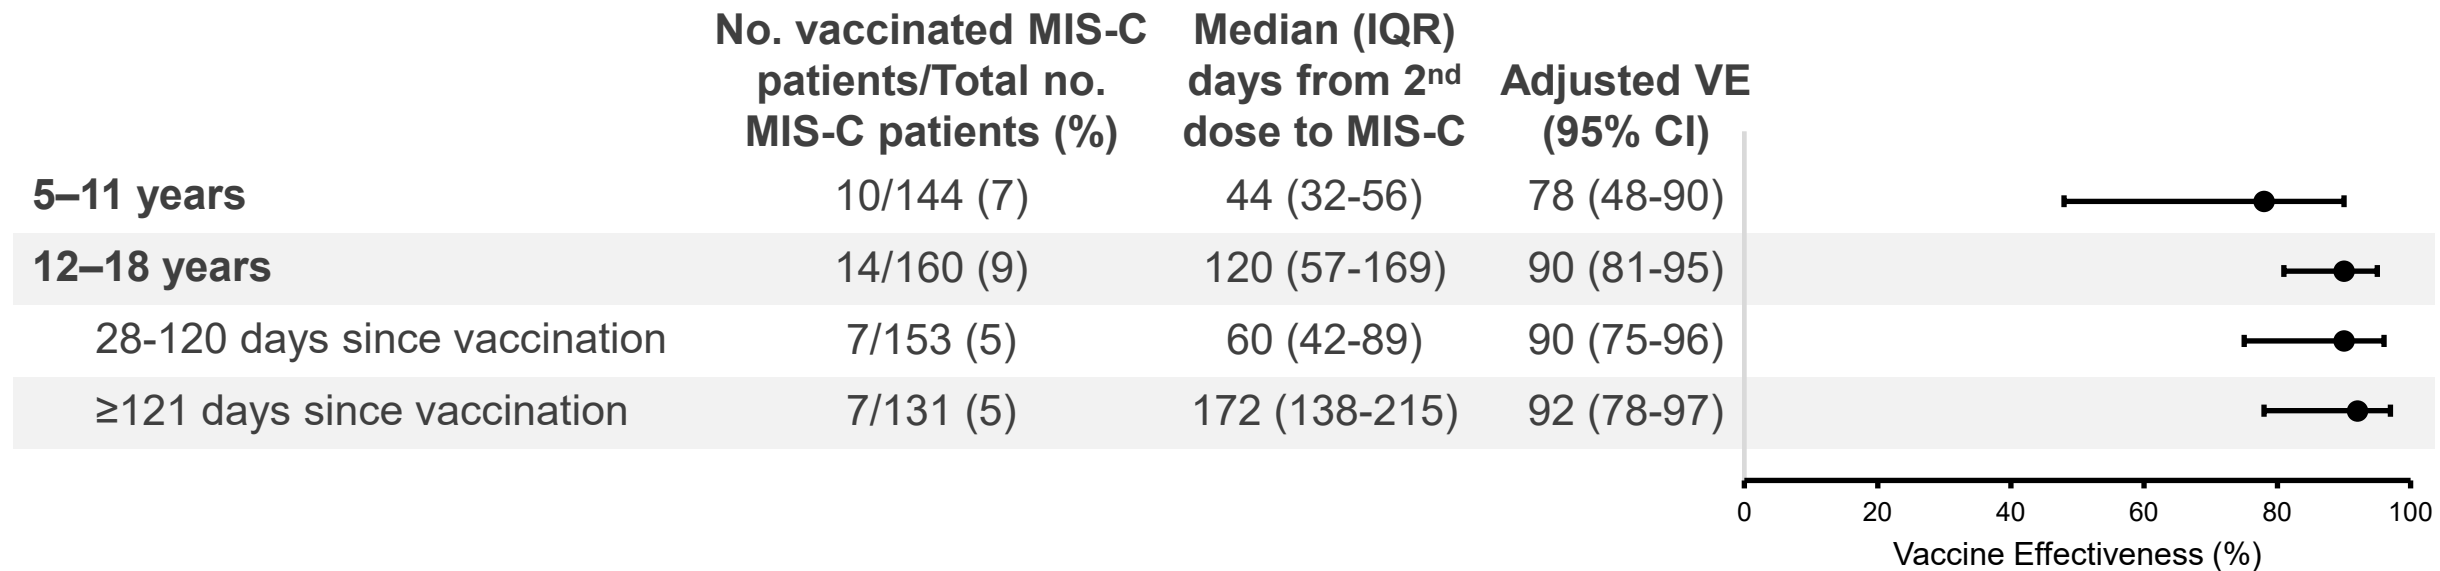 No. vaccinated MIS-C patients/Total no. MIS-C patients (%)
Median (IQR) days from 2nd dose to MIS-C
Adjusted VE (95% CI)
5–11 years 10/144 (7) 44 (32-56) 78 (48-90)
12–18 years 14/160 (9) 120 (57-169) 90 (81-95)
28-120 days since vaccination 7/153 (5) 60 (42-89) 90 (75-96)
≥121 days since vaccination 7/131 (5) 172 (138-215) 92 (78-97)
0 20 40 60 80 100
Vaccine Effectiveness (%)